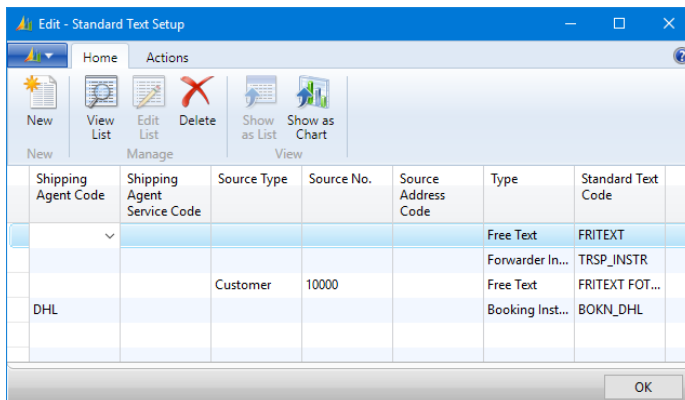 Edit - Standard Text Setup
Home Actions
New View List Edit List Delete Show as List Show as Chart
New Manage View
Shipping Agent Code Shipping Agent Service Code Source Type Source No. Source Address Code Type Standard Text Code
Free Text FRITEXT
Forwarder In... TRSP_INSTR
Customer 10000 Free Text FRITEXT FOT...
DHL Booking Inst... BOKN_DHL
OK